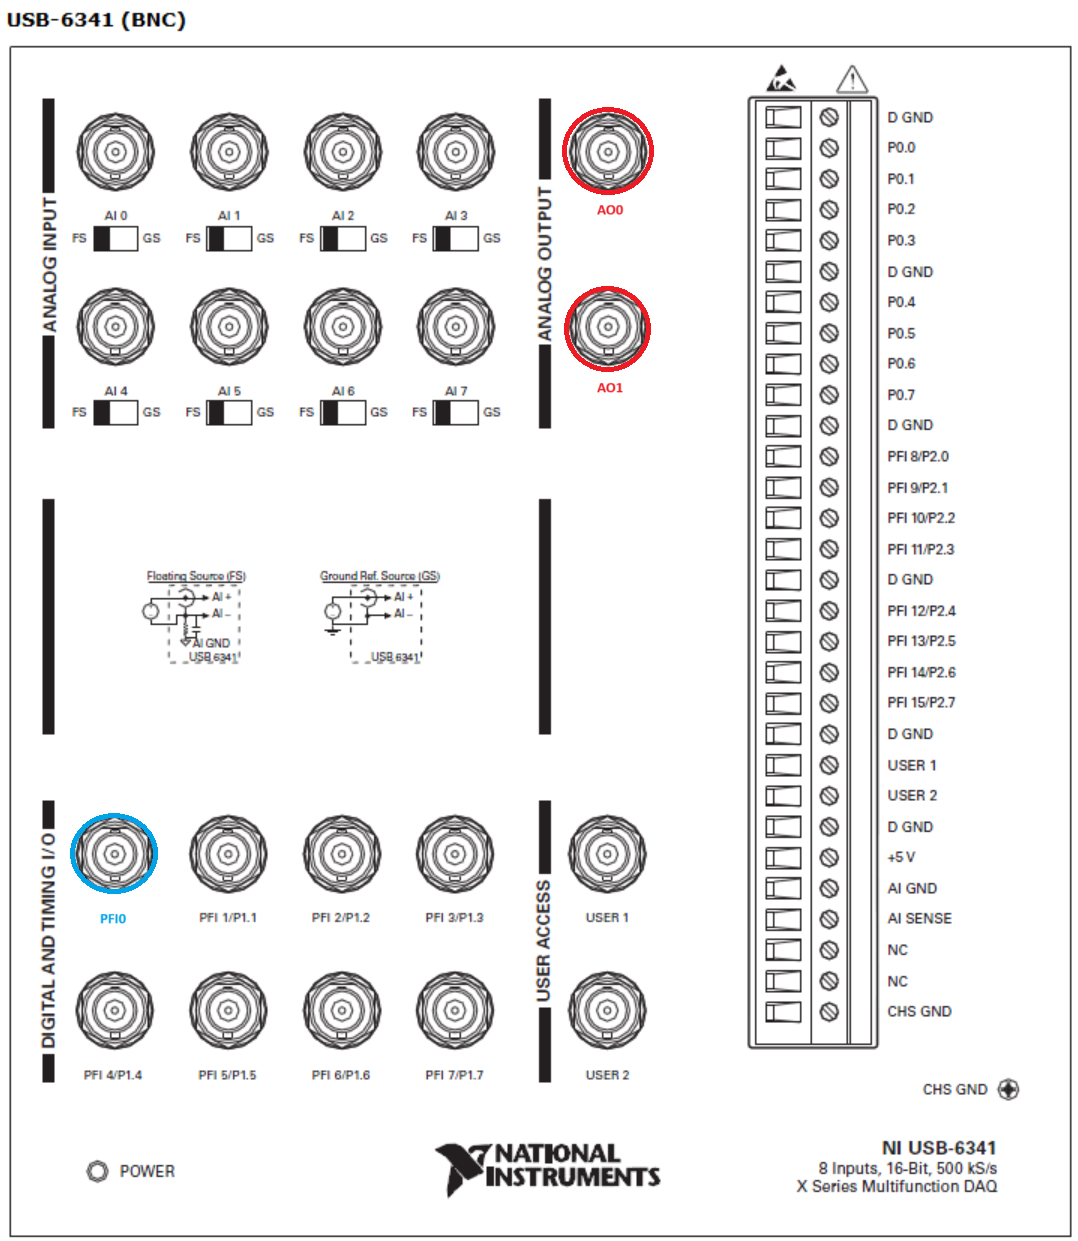 USB-6341 (BNC)
ANALOG INPUT
AI 0
AI 1
AI 2
AI 3
FS
GS
FS
GS
FS
GS
FS
GS
AI 4
AI 5
AI 6
AI 7
FS
GS
FS
GS
FS
GS
FS
GS
ANALOG OUTPUT
AO0
AO1
Floating Source (FS)
AI +
AI –
AI GND
USB 6341
Ground Ref. Source (GS)
AI +
AI –
USB 6341
DIGITAL AND TIMING I/O
PFI0
PFI 1/P1.1
PFI 2/P1.2
PFI 3/P1.3
PFI 4/P1.4
PFI 5/P1.5
PFI 6/P1.6
PFI 7/P1.7
USER ACCESS
USER 1
USER 2
D GND
P0.0
P0.1
P0.2
P0.3
D GND
P0.4
P0.5
P0.6
P0.7
D GND
PFI 8/P2.0
PFI 9/P2.1
PFI 10/P2.2
PFI 11/P2.3
D GND
PFI 12/P2.4
PFI 13/P2.5
PFI 14/P2.6
PFI 15/P2.7
D GND
USER 1
USER 2
D GND
+5 V
AI GND
AI SENSE
NC
NC
CHS GND
CHS GND
POWER
NATIONAL
INSTRUMENTS
NI USB-6341
8 Inputs, 16-Bit, 500 kS/s
X Series Multifunction DAQ